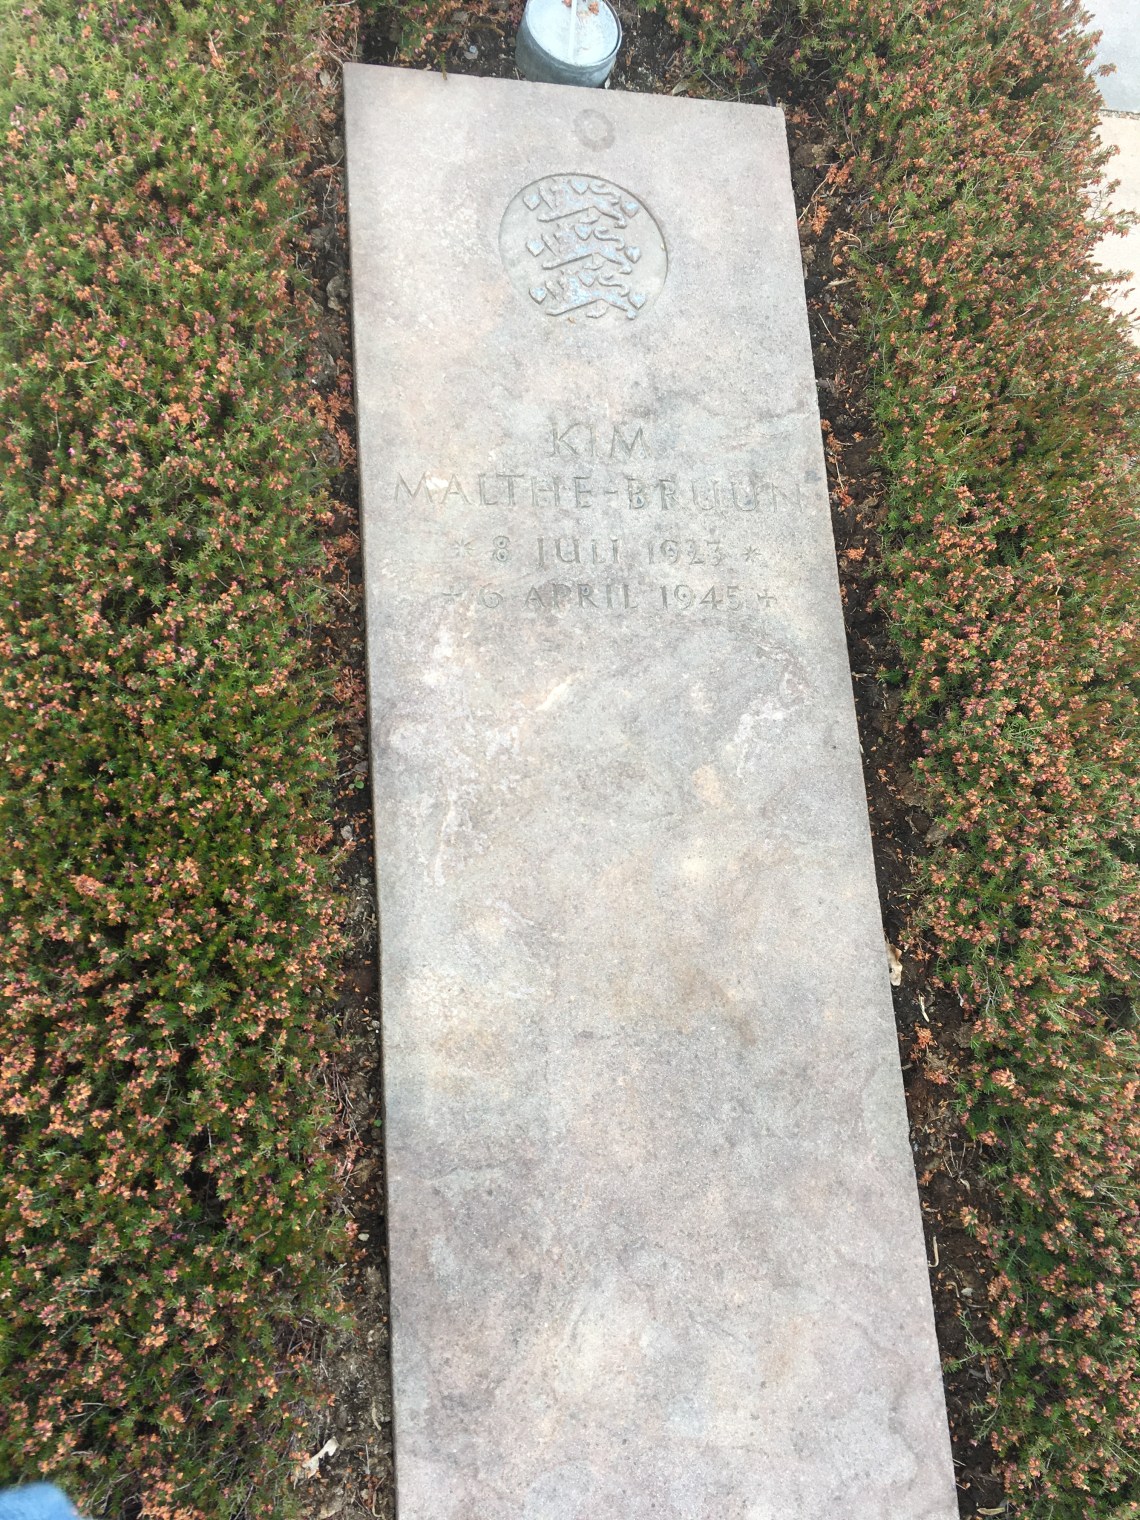 KIM
MALTHE-BRUUN
* 8 JULI 1923 *
+ 6 APRIL 1945 +